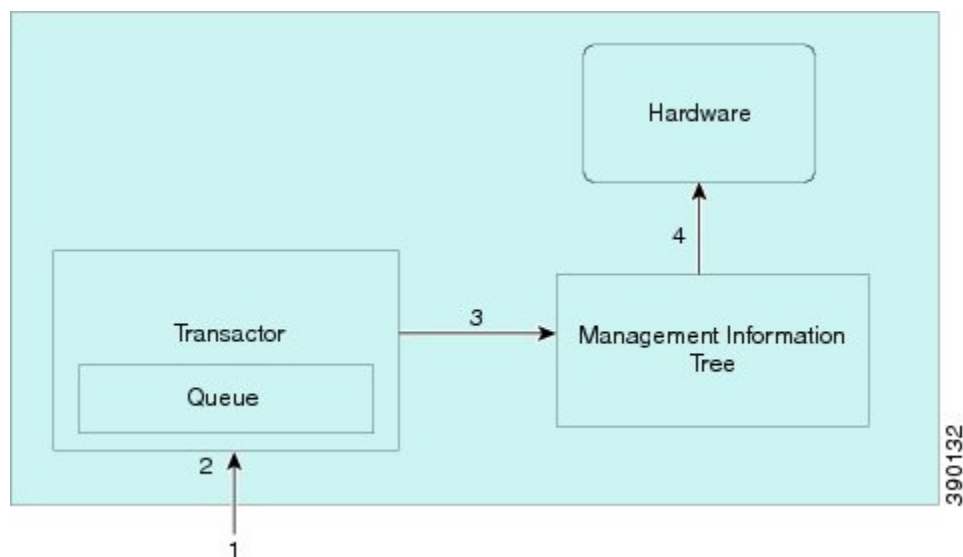 Hardware
4
Transactor
3
Management Information
Tree
Queue
2
1
390132